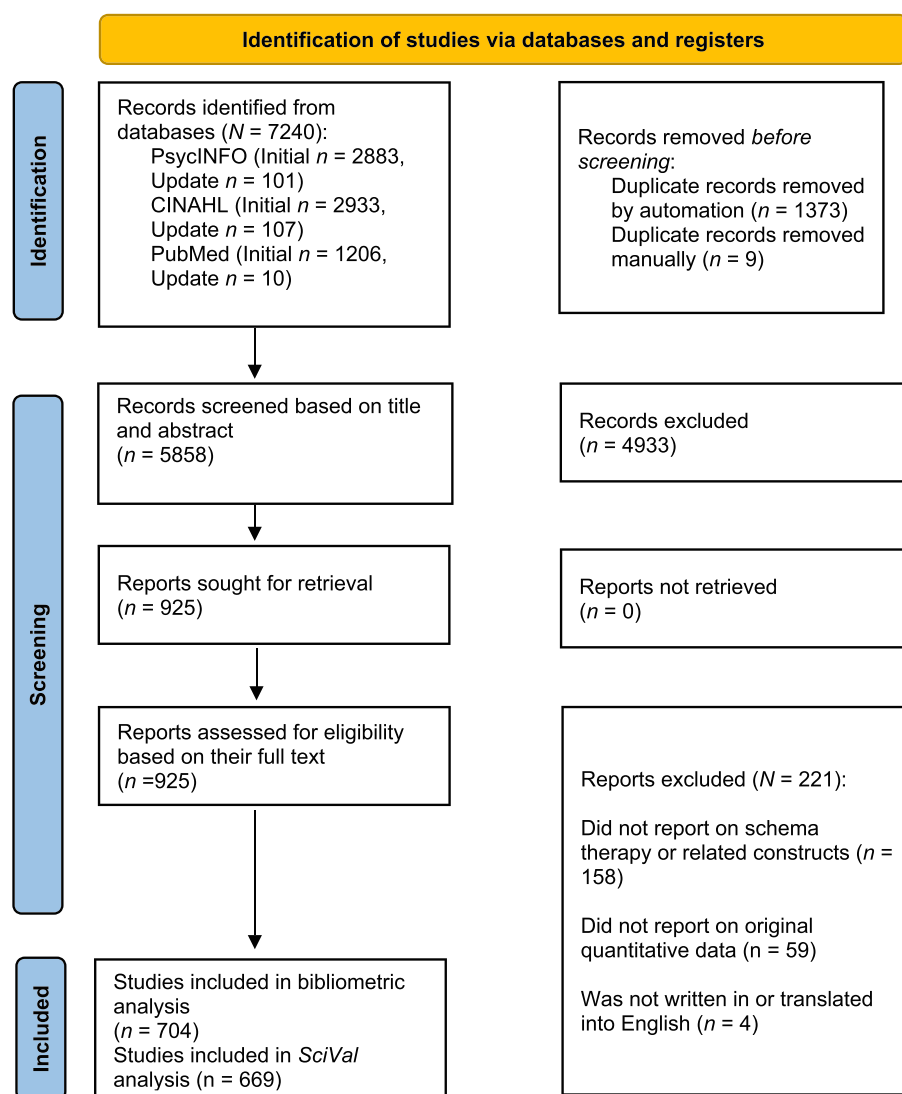 Identification of studies via databases and registers
Identification
Records identified from
databases (N = 7240):
PsycINFO (Initial n = 2883,
Update n = 101)
CINAHL (Initial n = 2933,
Update n = 107)
PubMed (Initial n = 1206,
Update n = 10)
Records removed before
screening:
Duplicate records removed
by automation (n = 1373)
Duplicate records removed
manually (n = 9)
Screening
Records screened based on title
and abstract
(n = 5858)
Records excluded
(n = 4933)
Reports sought for retrieval
(n = 925)
Reports not retrieved
(n = 0)
Reports assessed for eligibility
based on their full text
(n =925)
Reports excluded (N = 221):
Did not report on schema
therapy or related constructs (n =
158)
Did not report on original
quantitative data (n = 59)
Was not written in or translated
into English (n = 4)
Included
Studies included in bibliometric
analysis
(n = 704)
Studies included in SciVal
analysis (n = 669)